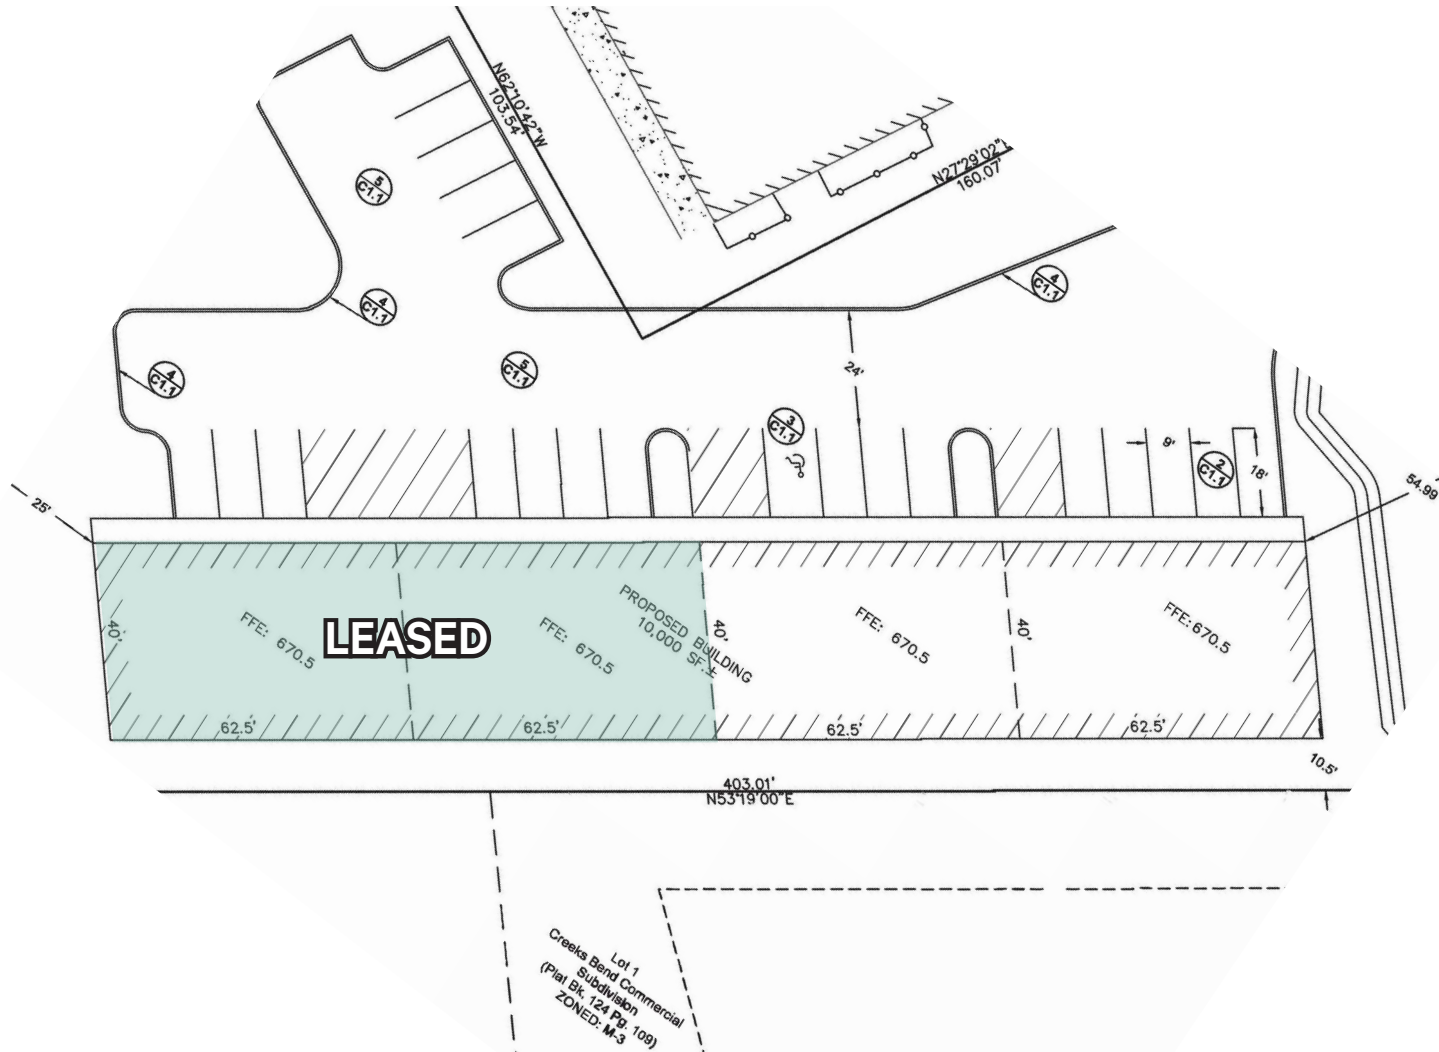 N62°10'42"W
103.54'
N27°29'02"
160.07'
5
C1.1
4
C1.1
4
C1.1
4
C1.1
5
C1.1
24'
3
C1.1
9'
2
C1.1
18'
25'
54.99'
40'
FFE: 670.5
LEASED
FFE: 670.5
PROPOSED BUILDING
10,000 SF.±
40'
FFE: 670.5
40'
FFE: 670.5
62.5'
62.5'
62.5'
62.5'
10.5'
403.01'
N53°19'00"E
Lot 1
Creeks Bend Commercial
Subdivision
(Plat Bk. 124 Pg. 109)
ZONED: M-3